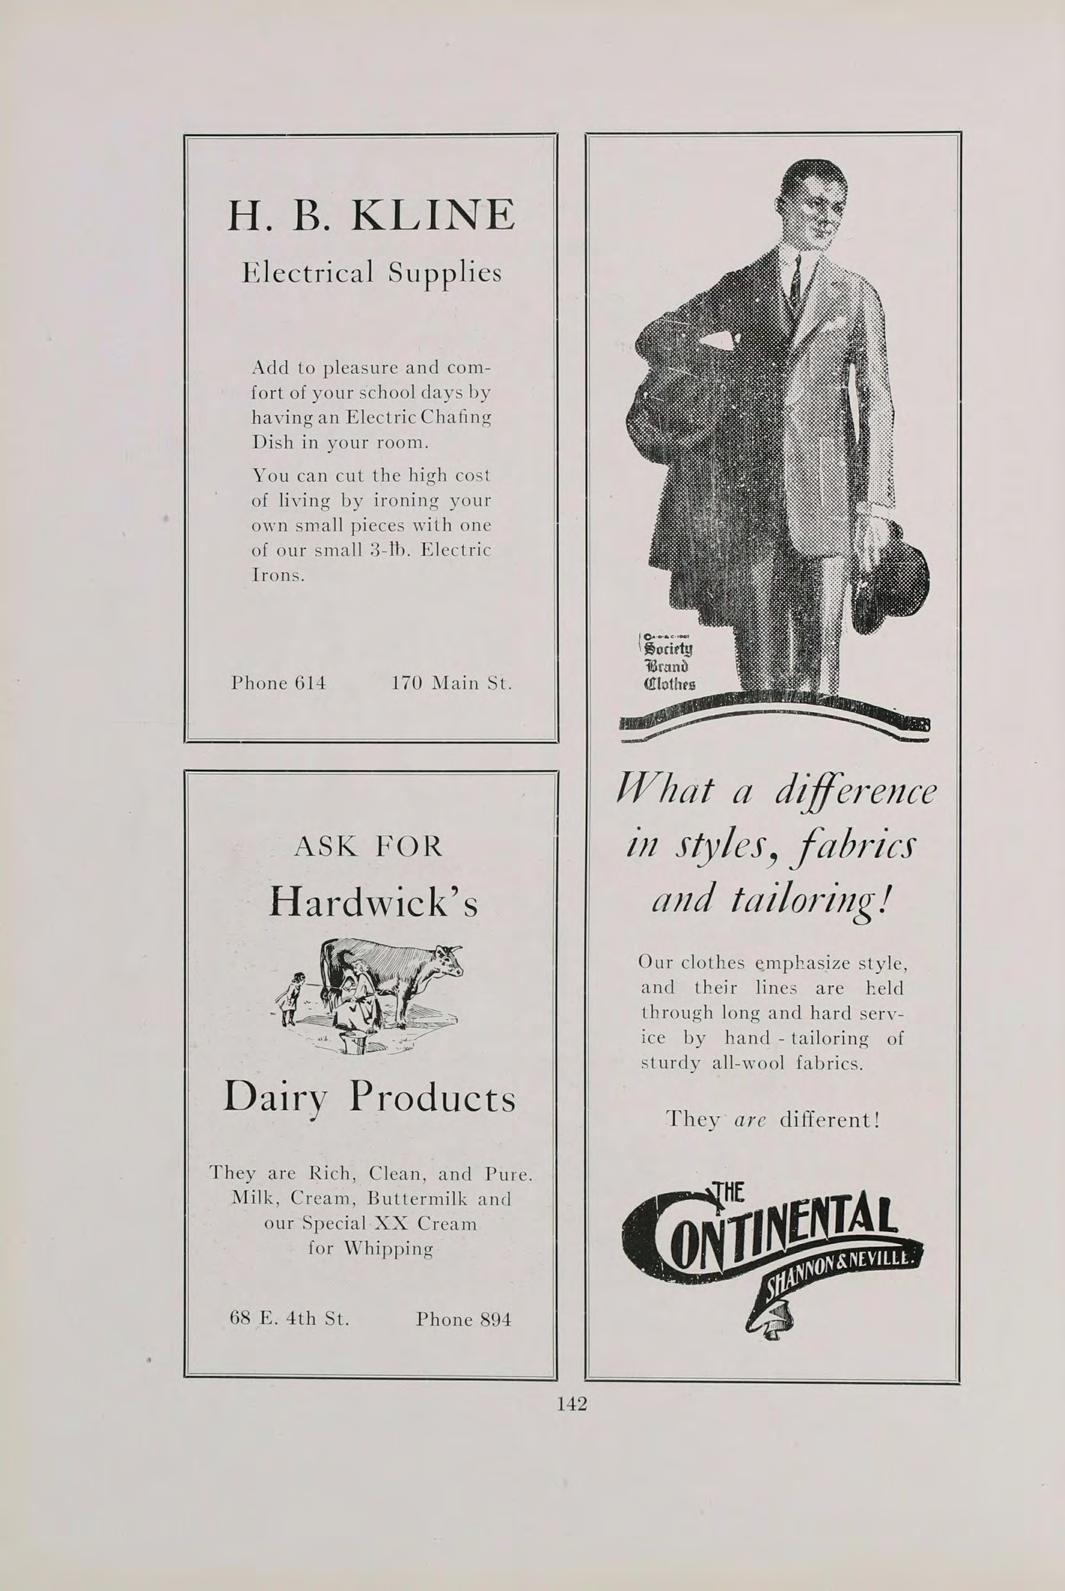 H. B. KLINE
Electrical Supplies
Add to pleasure and com-
fort of your school days by
having an Electric Chafing
Dish in your room.
You can cut the high cost
of living by ironing your
own small pieces with one
of our small 3-lb. Electric
Irons.
Phone 614 170 Main St.
ASK FOR
Hardwick's
Dairy Products
They are Rich, Clean, and Pure.
Milk, Cream, Buttermilk and
our Special XX Cream
for Whipping
68 E. 4th St. Phone 894
Society
Brand
Clothes
What a difference
in styles, fabrics
and tailoring!
Our clothes emphasize style,
and their lines are held
through long and hard serv-
ice by hand - tailoring of
sturdy all-wool fabrics.
They are different!
THE
CONTINENTAL
SHANNON & NEVILLE.
142